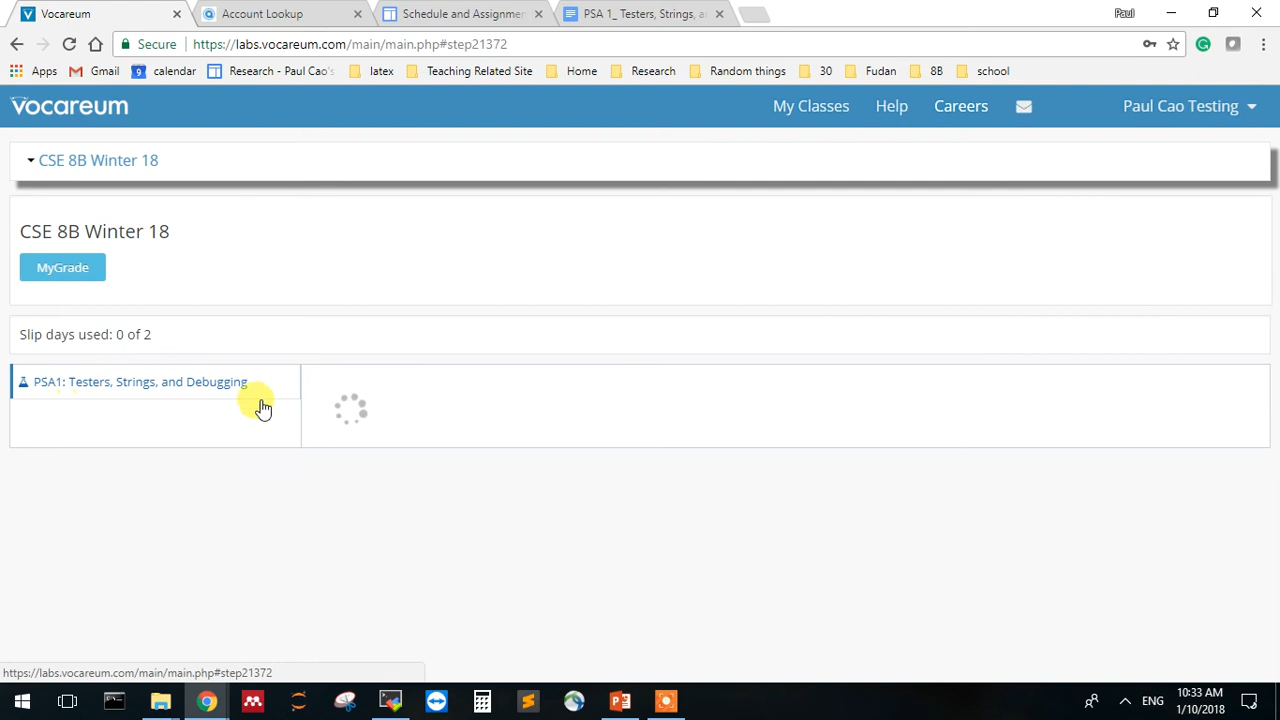 Vocareum
Account Lookup
Schedule and Assignmen
PSA 1_ Testers, Strings, a
Paul
Secure
https://labs.vocareum.com/main/main.php#step21372
Apps
Gmail
calendar
Research - Paul Cao's
latex
Teaching Related Site
Home
Research
Random things
30
Fudan
8B
school
vocareum
My Classes
Help
Careers
Paul Cao Testing
CSE 8B Winter 18
CSE 8B Winter 18
MyGrade
Slip days used: 0 of 2
PSA1: Testers, Strings, and Debugging
https://labs.vocareum.com/main/main.php#step21372
ENG
10:33 AM
1/10/2018